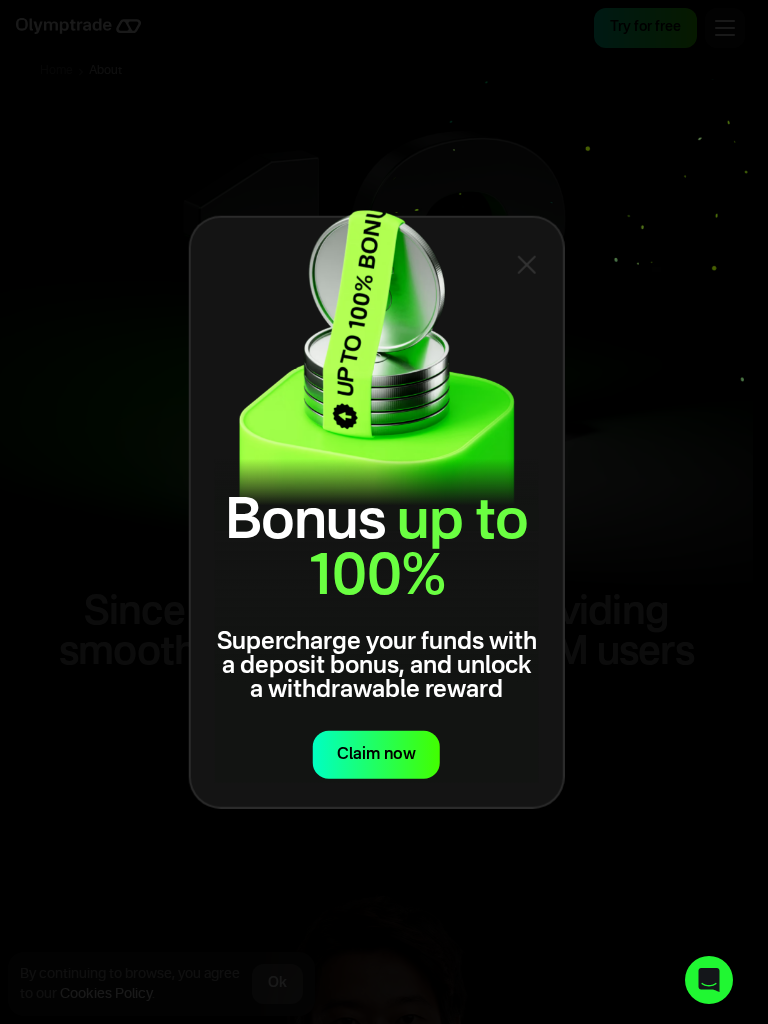 Olymptrade
Try for free
Home
About
UP TO 100% BONU
Bonus up to
100%
Since
viding
smooth
M users
Supercharge your funds with
a deposit bonus, and unlock
a withdrawable reward
Claim now
By continuing to browse, you agree
to our Cookies Policy
Ok